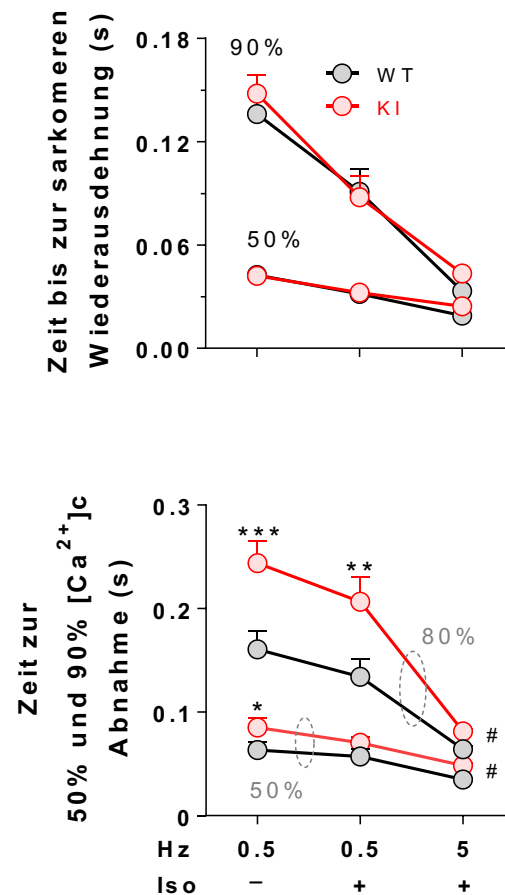 Zeit bis zur sarkomeren
Wiederausdehnung (s)
0.18
0.12
0.06
0.00
90%
50%
WT
KI
Zeit zur
50% und 90% [Ca²⁺]c
Abnahme (s)
0.3
0.2
0.1
0
***
**
*
80%
50%
#
#
Hz 0.5 0.5 5
Iso – + +